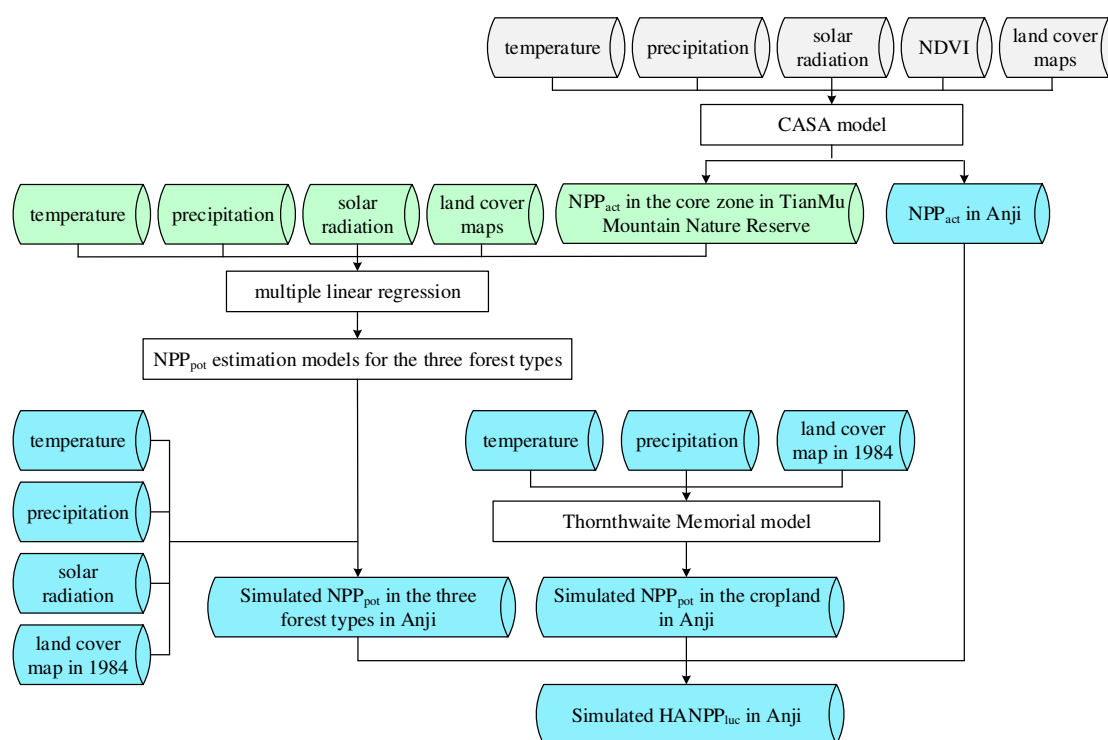 temperature
precipitation
solar
radiation
NDVI
land cover
maps
CASA model
temperature
precipitation
solar
radiation
land cover
maps
NPPact in the core zone in TianMu
Mountain Nature Reserve
NPPact in Anji
multiple linear regression
NPPpot estimation models for the three forest types
temperature
precipitation
solar
radiation
land cover
map in 1984
temperature
precipitation
land cover
map in 1984
Thornthwaite Memorial model
Simulated NPPpot in the three
forest types in Anji
Simulated NPPpot in the cropland
in Anji
Simulated HANPPluc in Anji